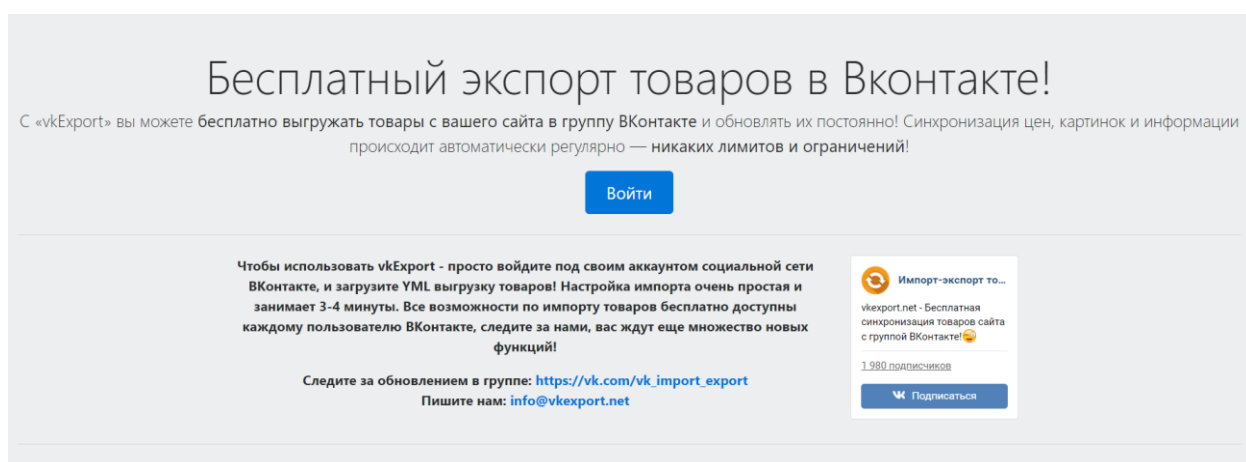 Бесплатный экспорт товаров в Вконтакте!
С «vkExport» вы можете бесплатно выгружать товары с вашего сайта в группу ВКонтакте и обновлять их постоянно! Синхронизация цен, картинок и информации
происходит автоматически регулярно — никаких лимитов и ограничений!
Войти
Чтобы использовать vkExport - просто войдите под своим аккаунтом социальной сети
ВКонтакте, и загрузите YML выгрузку товаров! Настройка импорта очень простая и
занимает 3-4 минуты. Все возможности по импорту товаров бесплатно доступны
каждому пользователю ВКонтакте, следите за нами, вас ждут еще множество новых
функций!
Следите за обновлением в группе: https://vk.com/vk_import_export
Пишите нам: info@vkexport.net
Импорт-экспорт то...
vkexport.net - Бесплатная
синхронизация товаров сайта
с группой ВКонтакте!
1 980 подписчиков
Подписаться